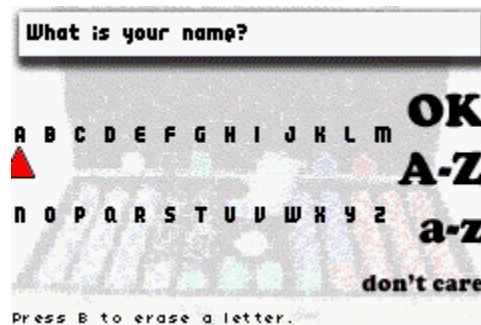 What is your name?
A B C D E F G H I J K L M
OK
A-Z
N O P Q R S T U V W X Y Z
a-z
don't care
Press B to erase a letter.